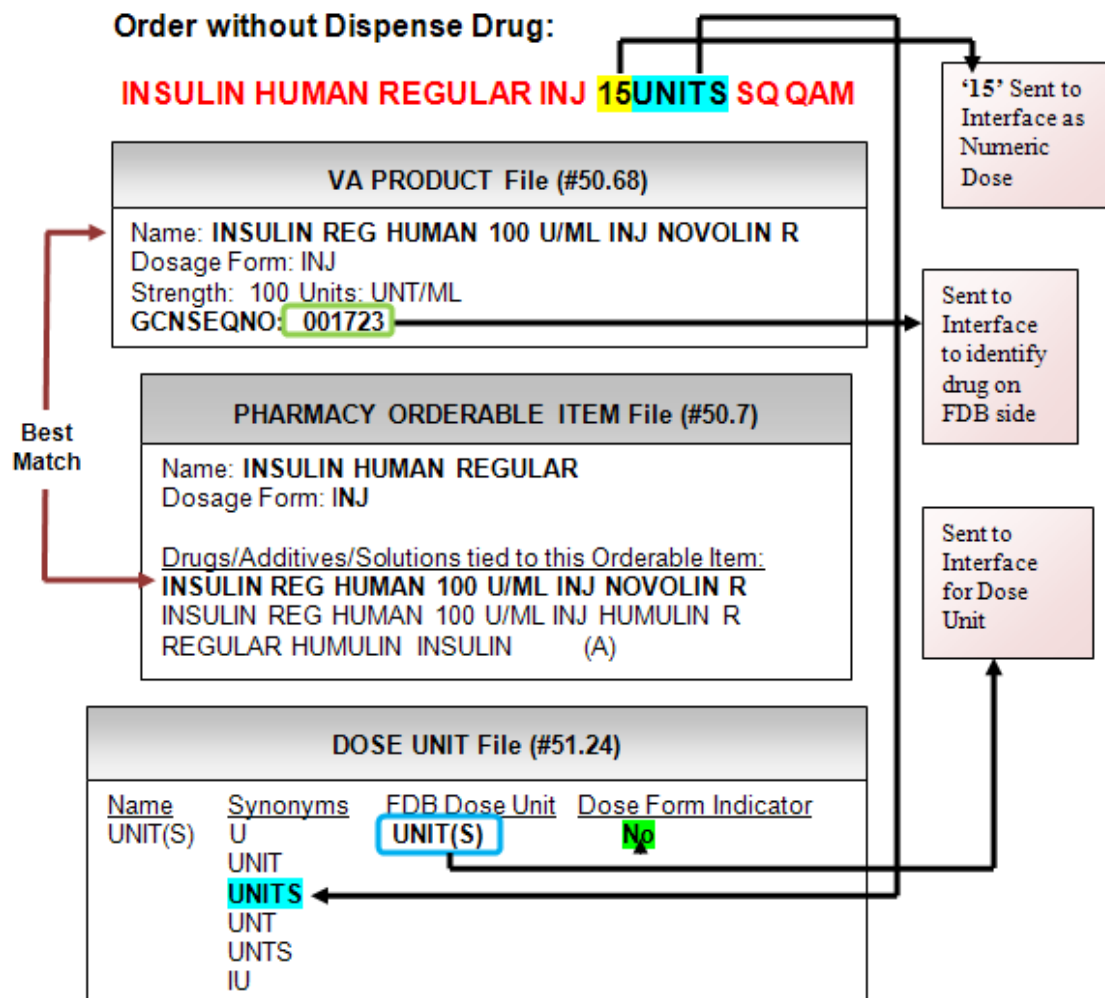 Order without Dispense Drug:
INSULIN HUMAN REGULAR INJ 15UNITS SQ QAM
‘15’ Sent to
Interface as
Numeric
Dose
VA PRODUCT File (#50.68)
Name: INSULIN REG HUMAN 100 U/ML INJ NOVOLIN R
Dosage Form: INJ
Strength: 100 Units: UNT/ML
GCNSEQNO: 001723
Sent to
Interface
to identify
drug on
FDB side
Best
Match
PHARMACY ORDERABLE ITEM File (#50.7)
Name: INSULIN HUMAN REGULAR
Dosage Form: INJ
Drugs/Additives/Solutions tied to this Orderable Item:
INSULIN REG HUMAN 100 U/ML INJ NOVOLIN R
INSULIN REG HUMAN 100 U/ML INJ HUMULIN R
REGULAR HUMULIN INSULIN (A)
Sent to
Interface
for Dose
Unit
DOSE UNIT File (#51.24)
Name Synonyms FDB Dose Unit Dose Form Indicator
UNIT(S) U UNIT(S) No
UNIT
UNITS
UNT
UNTS
IU